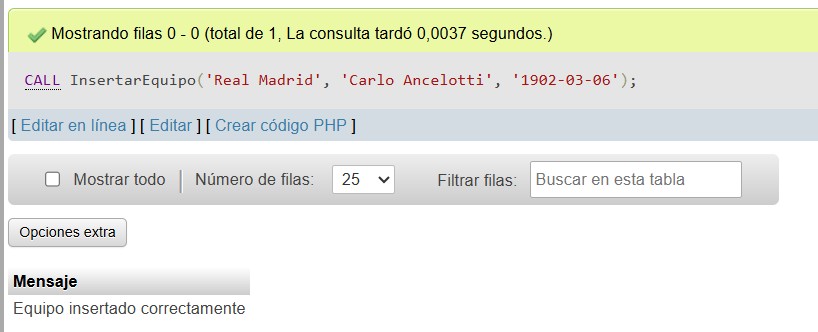 Mostrando filas 0 - 0 (total de 1, La consulta tardó 0,0037 segundos.)
CALL InsertarEquipo('Real Madrid', 'Carlo Ancelotti', '1902-03-06');
[ Editar en línea ] [ Editar ] [ Crear código PHP ]
Mostrar todo | Número de filas: 25 Filtrar filas: Buscar en esta tabla
Opciones extra
Mensaje
Equipo insertado correctamente